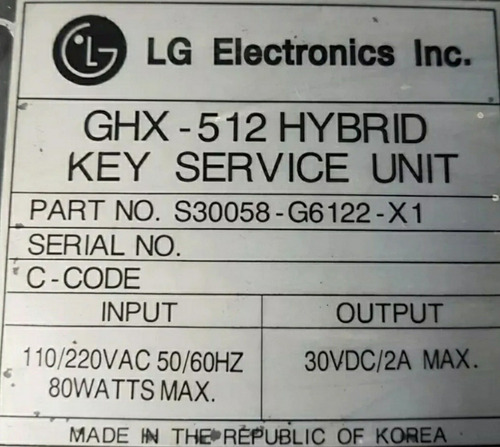 LG LG Electronics Inc.
GHX - 512 HYBRID
KEY SERVICE UNIT
PART NO. S30058 - G6122 - X1
SERIAL NO.
C - CODE
INPUT
OUTPUT
110/220VAC 50/60HZ
80WATTS MAX.
30VDC/2A MAX.
MADE IN THE REPUBLIC OF KOREA